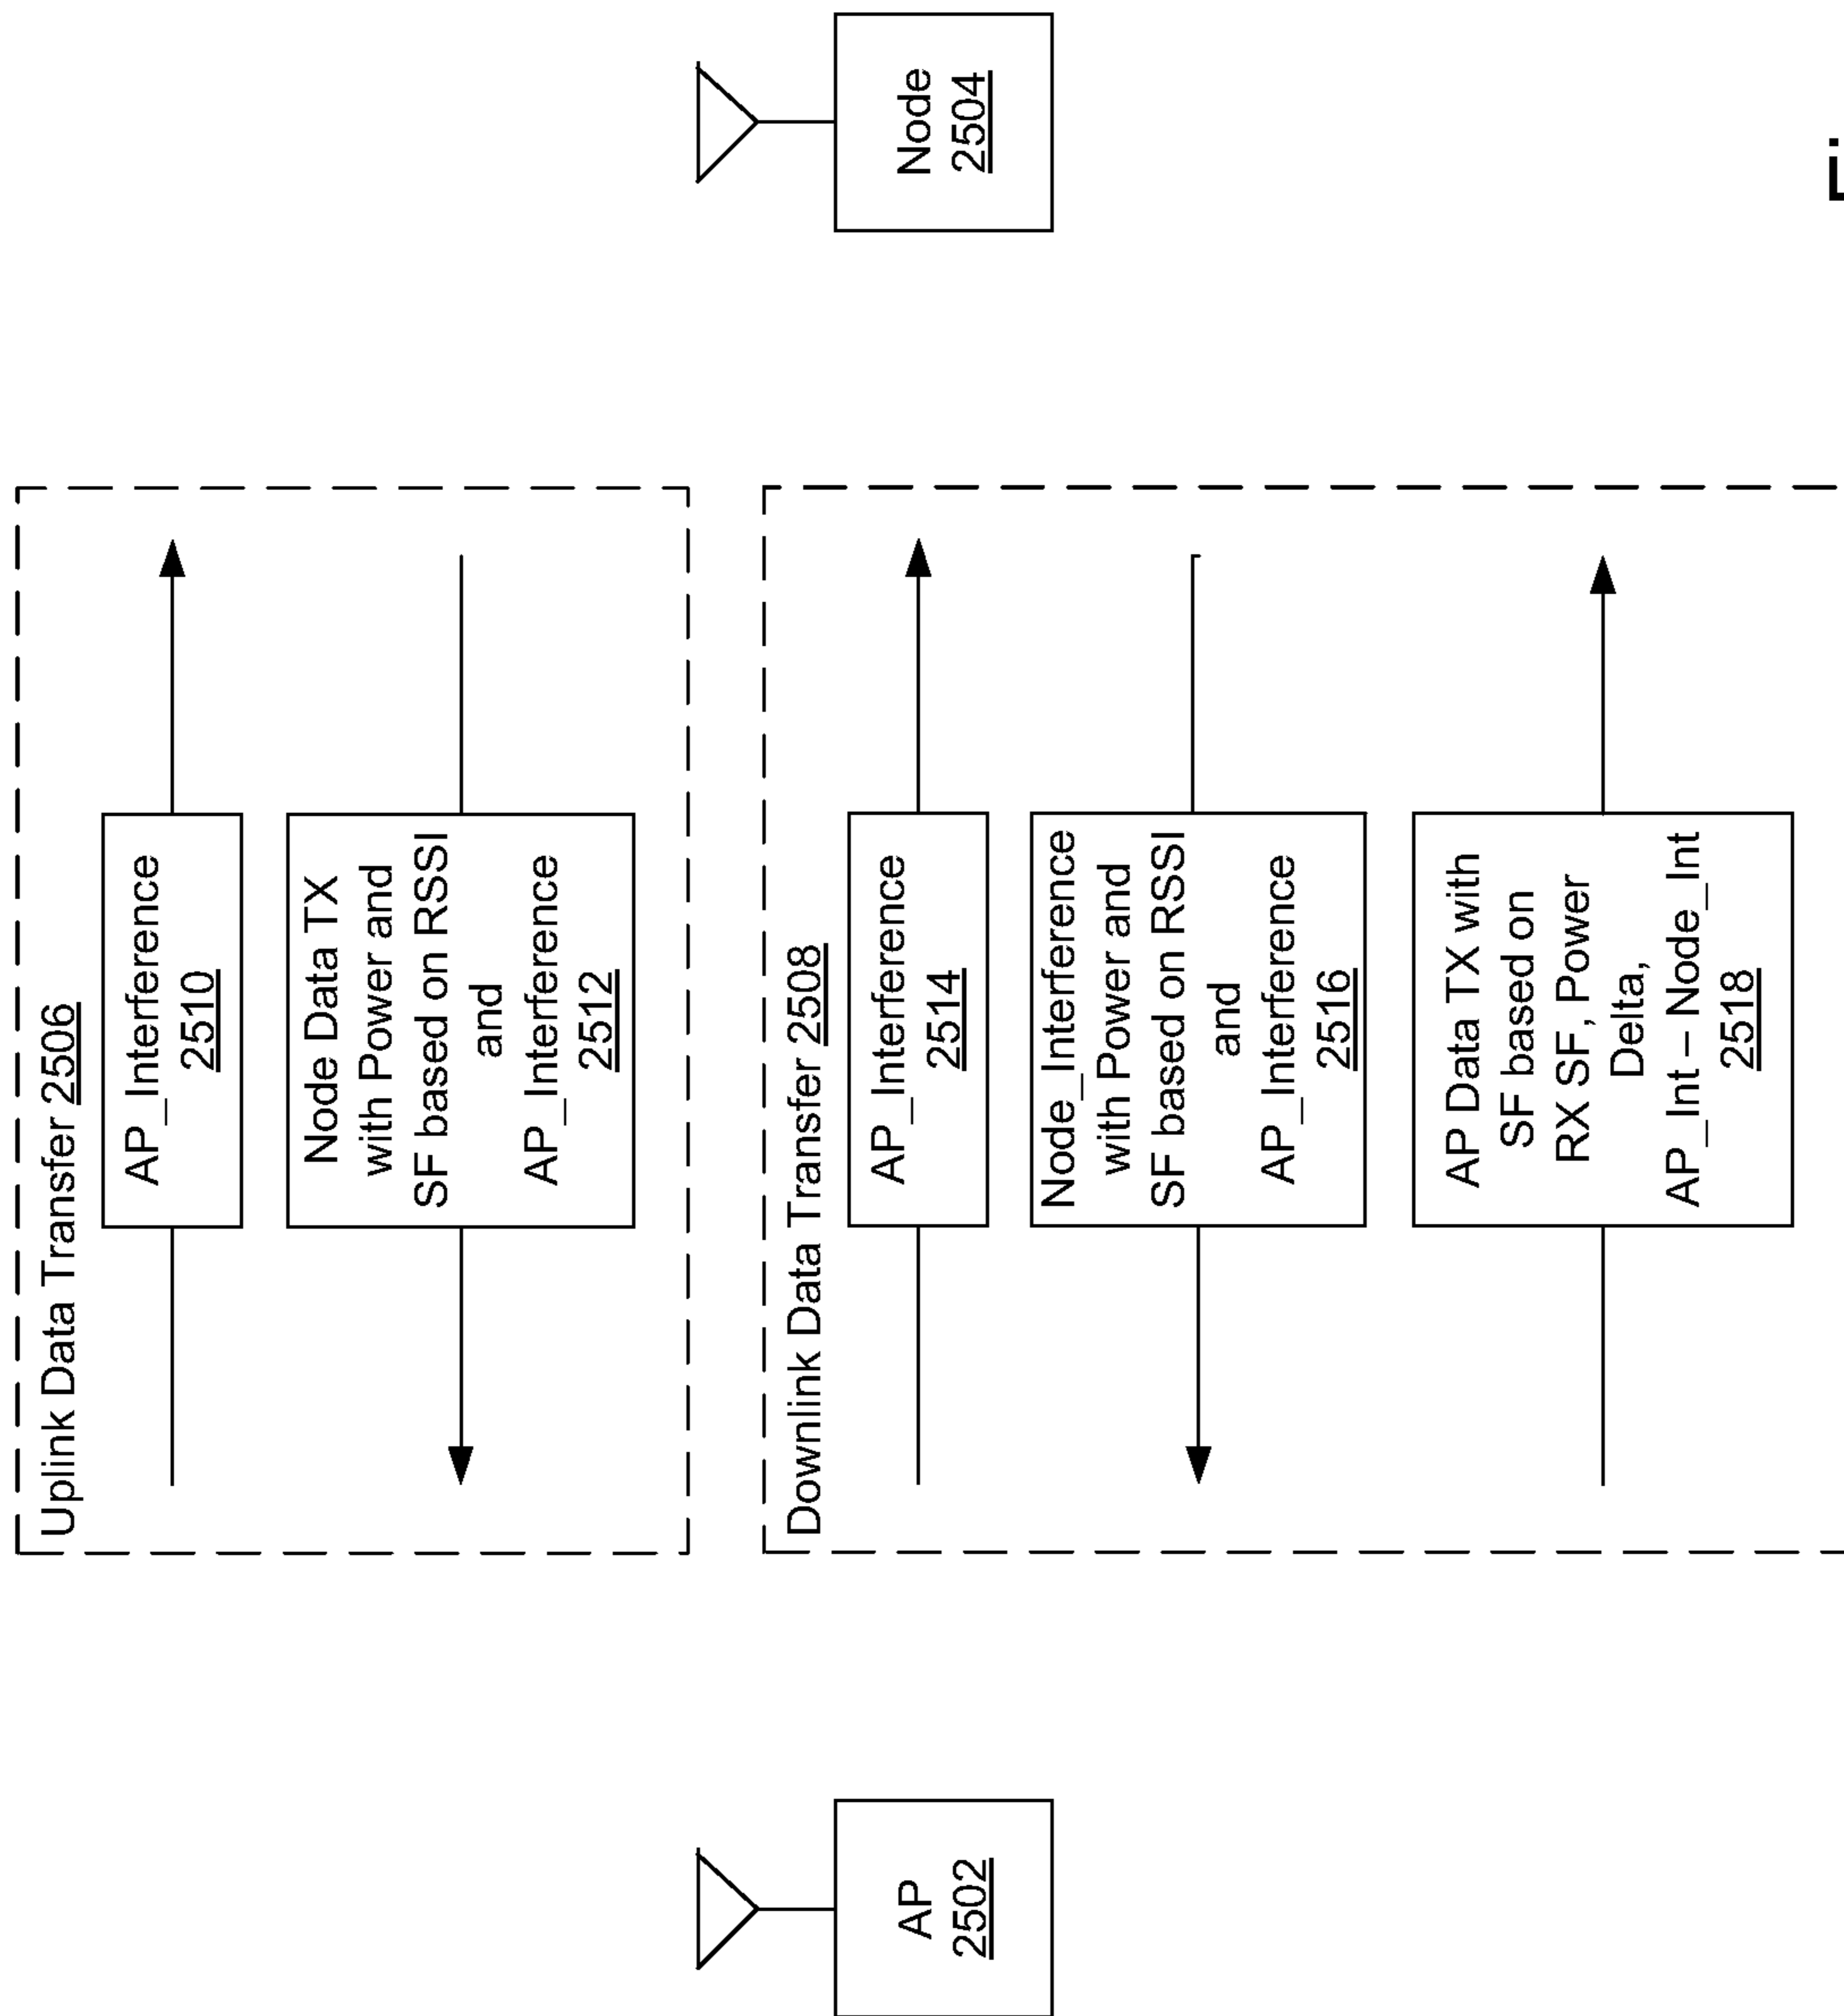 AP
2502
Uplink Data Transfer 2506
AP_Interference
2510
Node Data TX
with Power and
SF based on RSSI
and
AP_Interference
2512
Downlink Data Transfer 2508
AP_Interference
2514
Node_Interference
with Power and
SF based on RSSI
and
AP_Interference
2516
AP Data TX with
SF based on
RX SF, Power
Delta,
AP_Int – Node_Int
2518
Node
2504